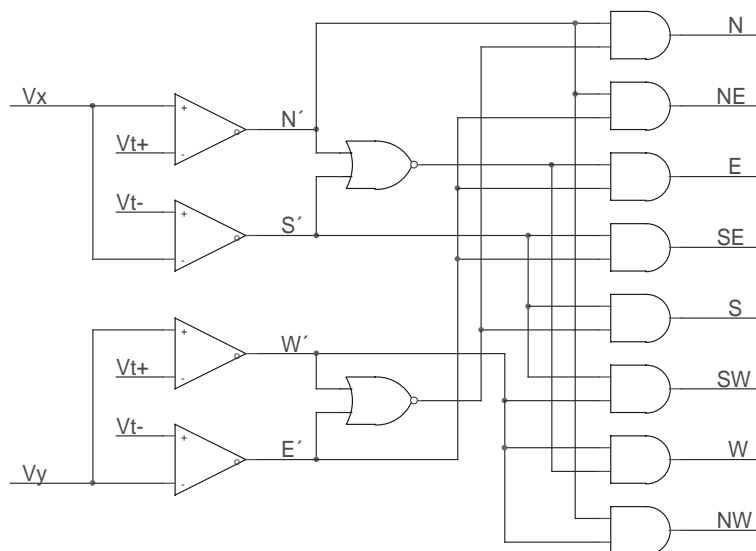 N
Vx
N´
NE
Vt+
E
Vt-
S´
SE
S
W´
Vt+
SW
Vt-
W
Vy
E´
NW
+
-
o
+
-
o
+
-
o
+
-
o